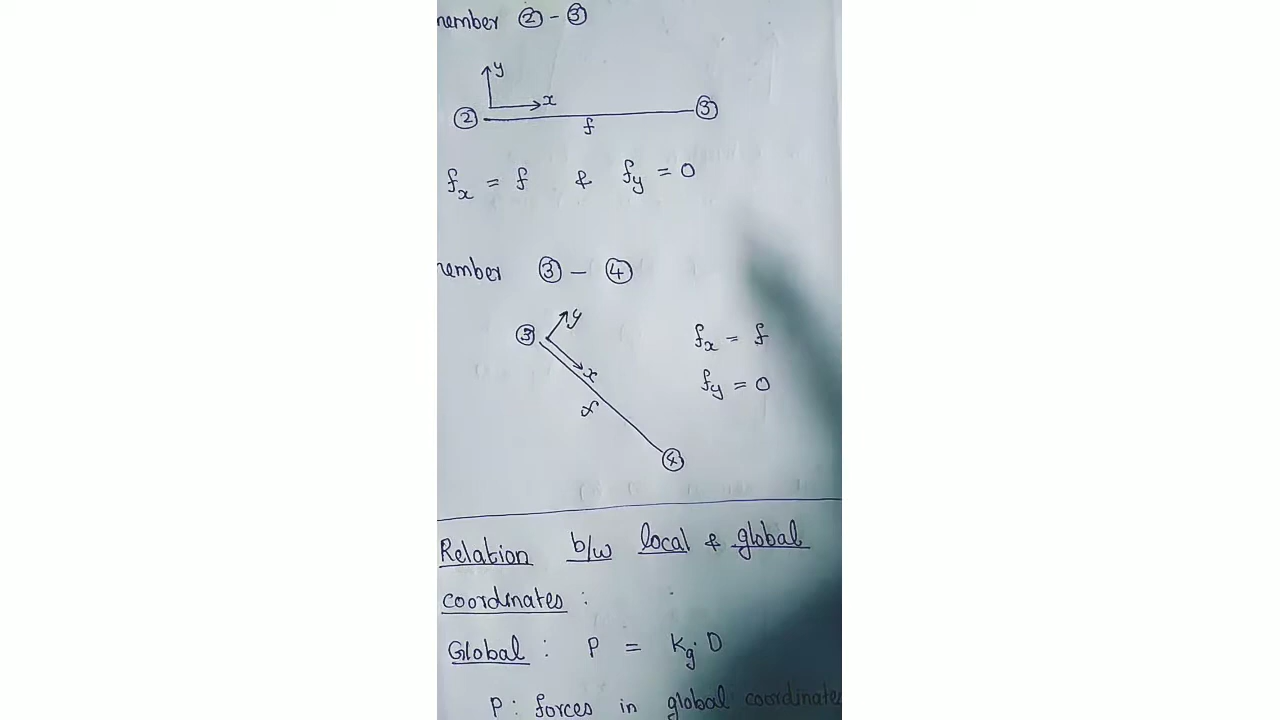 member ② - ③
y
x
② ③
f
fx = f & fy = 0
member ③ - ④
③ y
x
f
④
fx = f
fy = 0
Relation b/w local & global
coordinates :
Global : P = Kg. D
P : forces in global coordinates